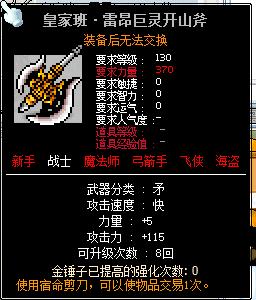 皇家班·雷昂巨灵开山斧
装备后无法交换
要求等级: 130
要求力量: 370
要求敏捷: 0
要求智力: 0
要求运气: 0
要求人气度: -
道具等级: -
道具经验值: -
新手 战士 魔法师 弓箭手 飞侠 海盗
武器分类 : 矛
攻击速度 : 快
力量 : +5
攻击力 : +115
可升级次数 : 8回
金锤子已提高的强化次数: 0
使用宿命剪刀，可以使物品交易1次。